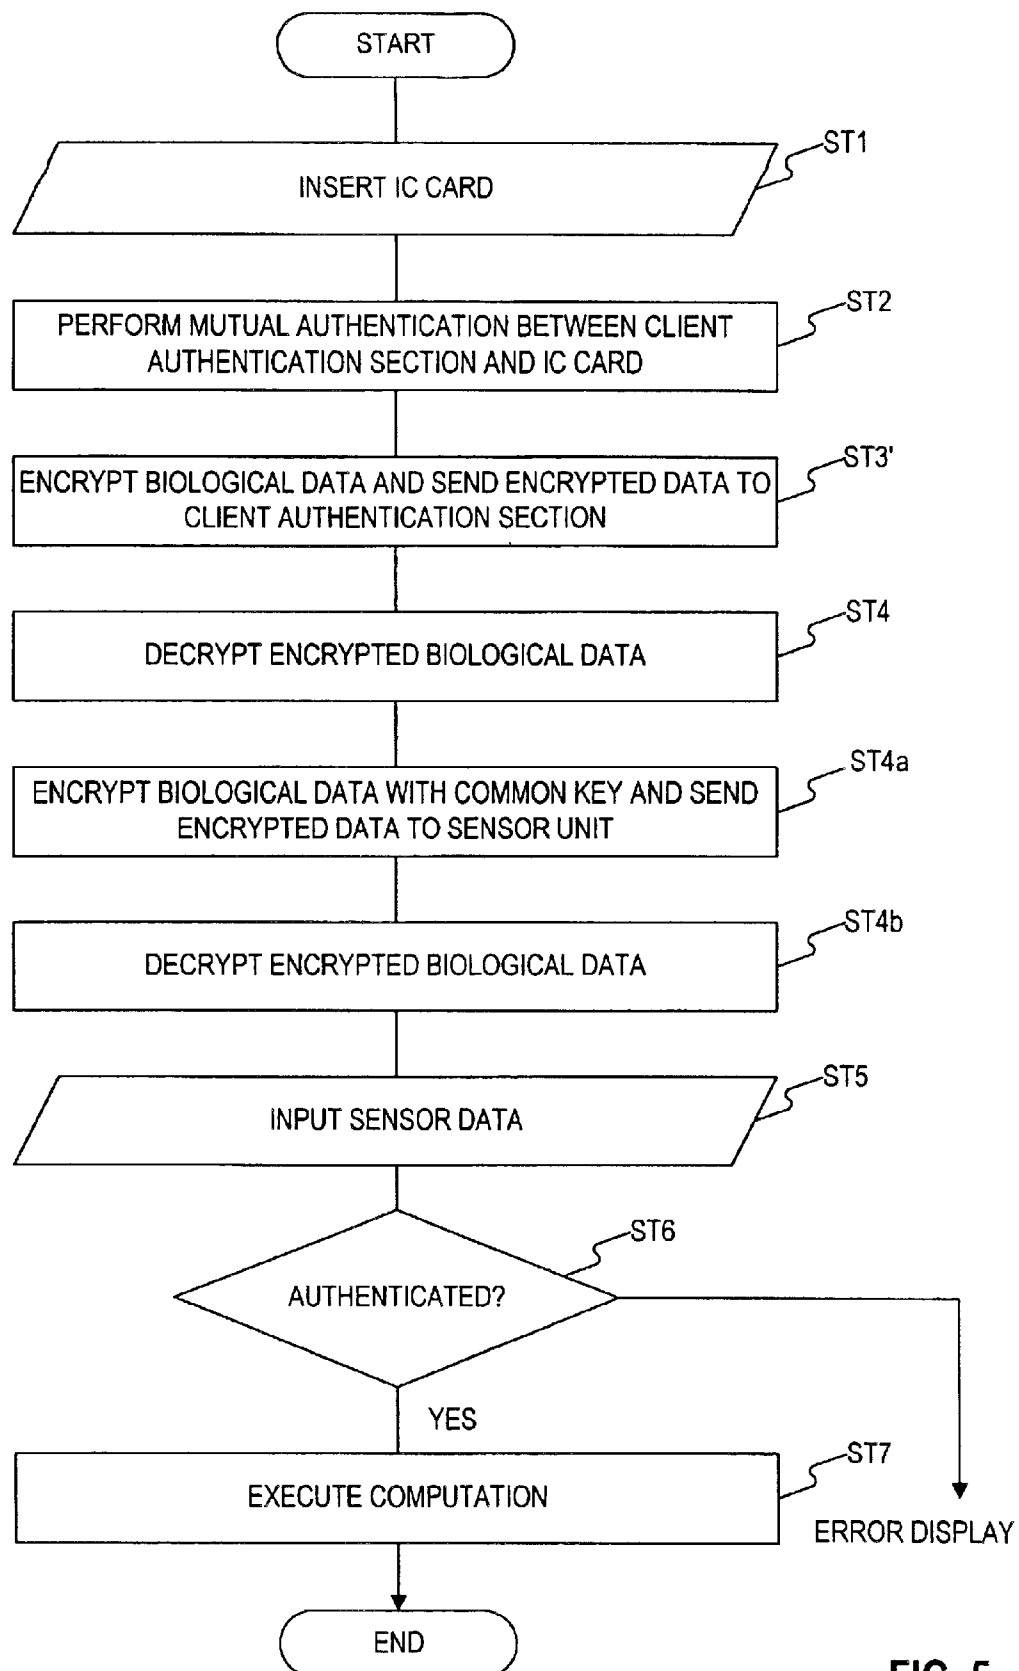 START
ST1
INSERT IC CARD
ST2
PERFORM MUTUAL AUTHENTICATION BETWEEN CLIENT
AUTHENTICATION SECTION AND IC CARD
ST3'
ENCRYPT BIOLOGICAL DATA AND SEND ENCRYPTED DATA TO
CLIENT AUTHENTICATION SECTION
ST4
DECRYPT ENCRYPTED BIOLOGICAL DATA
ST4a
ENCRYPT BIOLOGICAL DATA WITH COMMON KEY AND SEND
ENCRYPTED DATA TO SENSOR UNIT
ST4b
DECRYPT ENCRYPTED BIOLOGICAL DATA
ST5
INPUT SENSOR DATA
ST6
AUTHENTICATED?
YES
ST7
EXECUTE COMPUTATION
ERROR DISPLAY
END
FIG. 5